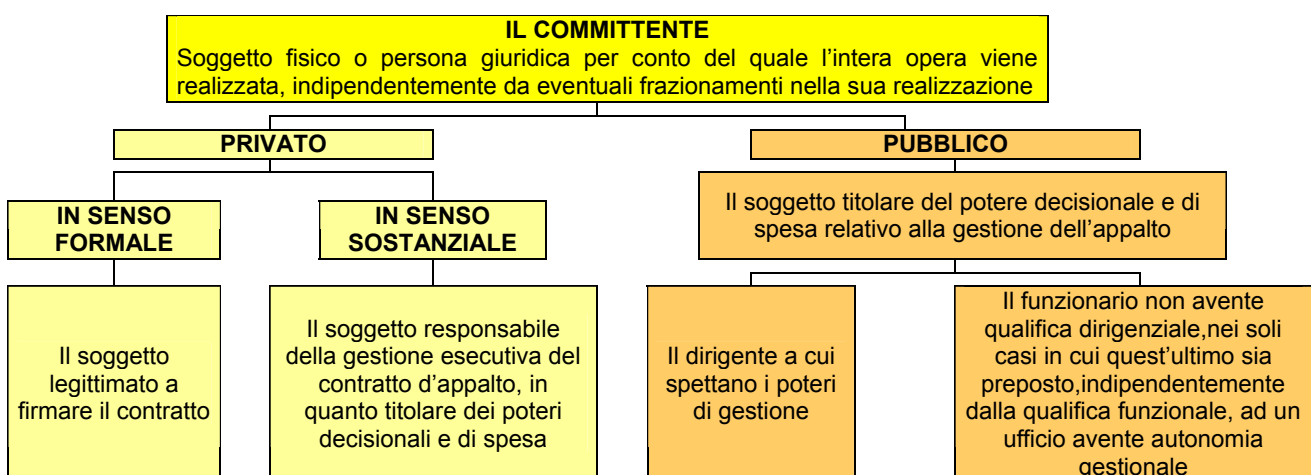 IL COMMITTENTE
Soggetto fisico o persona giuridica per conto del quale l’intera opera viene
realizzata, indipendentemente da eventuali frazionamenti nella sua realizzazione
PRIVATO
PUBBLICO
IN SENSO
FORMALE
IN SENSO
SOSTANZIALE
Il soggetto titolare del potere decisionale e di
spesa relativo alla gestione dell’appalto
Il soggetto
legittimato a
firmare il contratto
Il soggetto responsabile
della gestione esecutiva del
contratto d’appalto, in
quanto titolare dei poteri
decisionali e di spesa
Il dirigente a cui
spettano i poteri
di gestione
Il funzionario non avente
qualifica dirigenziale,nei soli
casi in cui quest’ultimo sia
preposto,indipendentemente
dalla qualifica funzionale, ad un
ufficio avente autonomia
gestionale